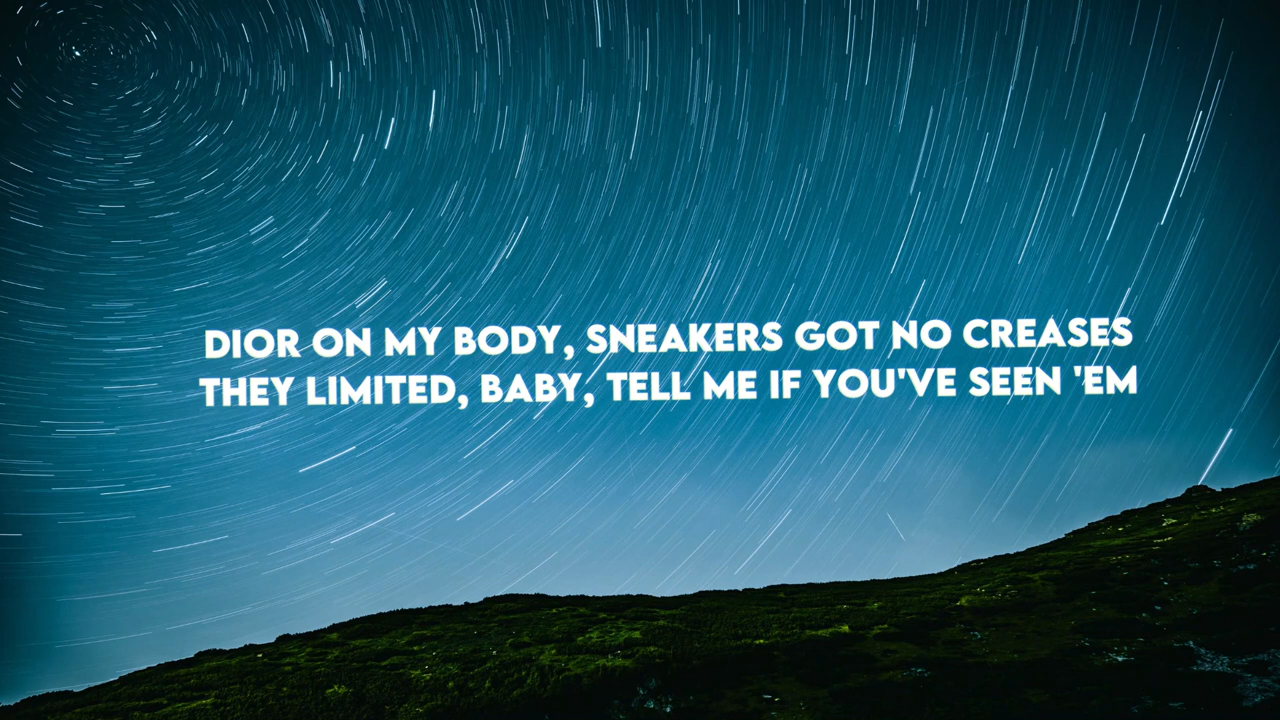 DIOR ON MY BODY, SNEAKERS GOT NO CREASES
THEY LIMITED, BABY, TELL ME IF YOU'VE SEEN 'EM